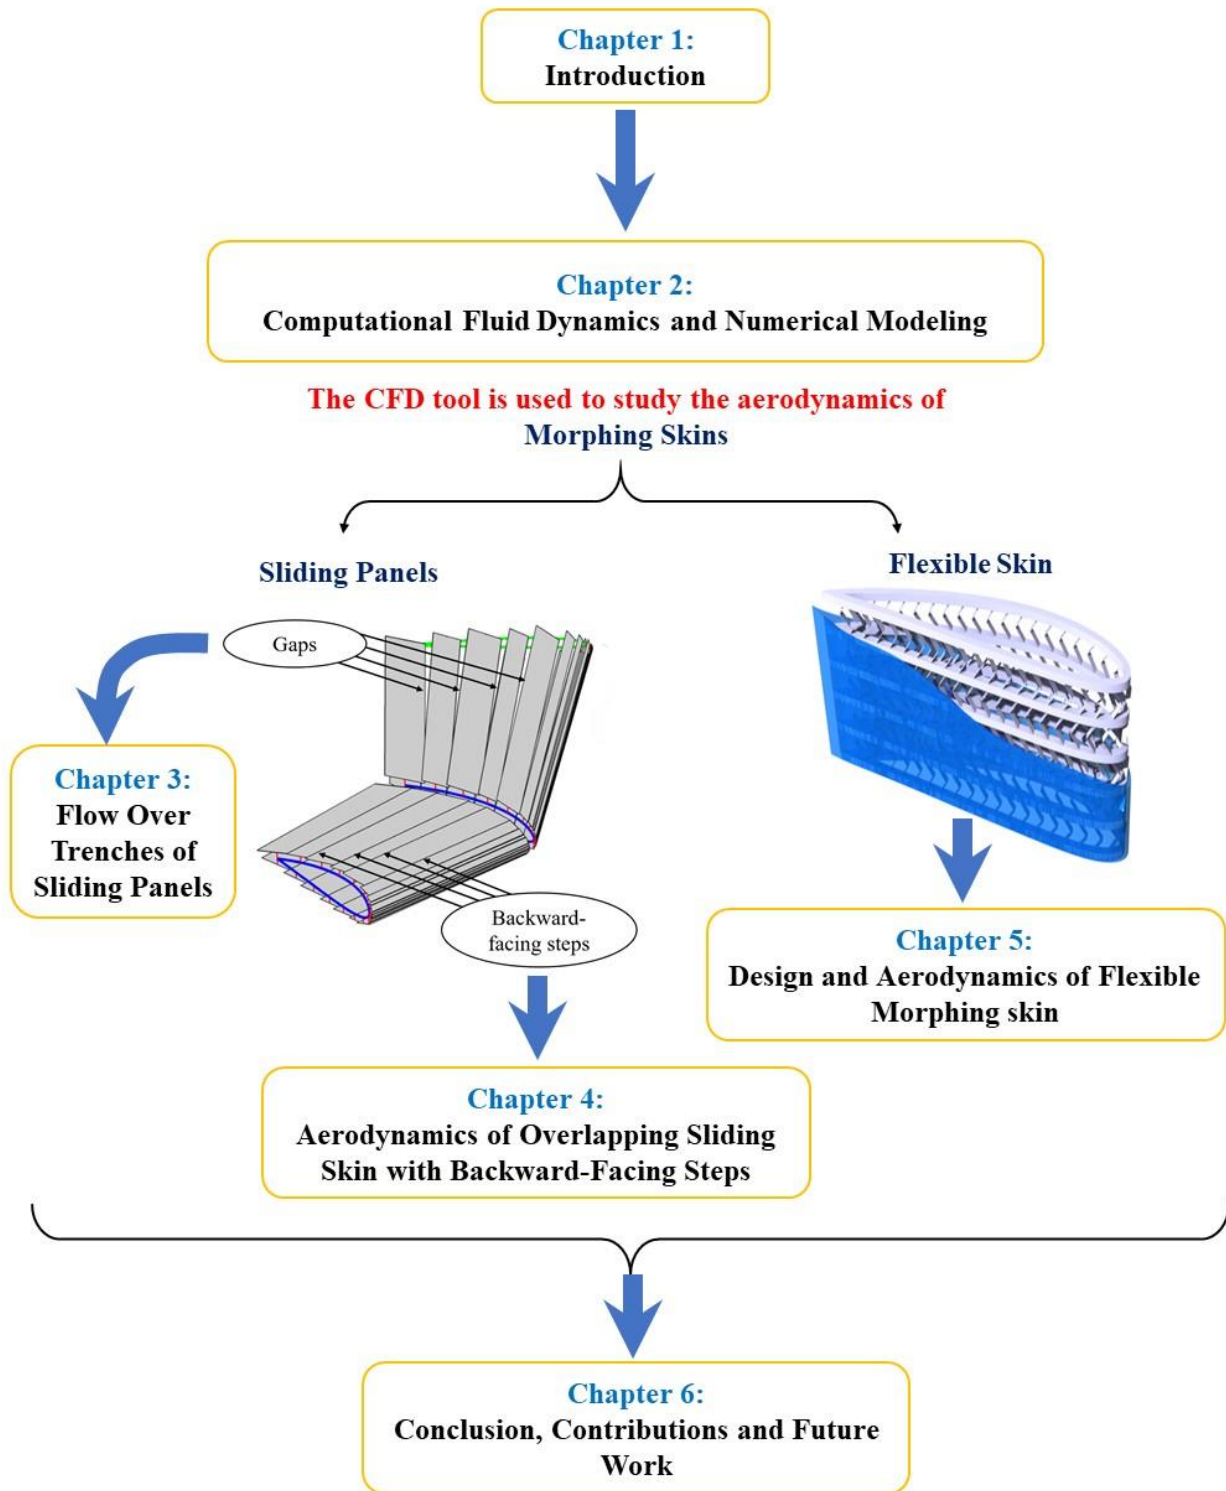 Chapter 1:
Introduction
Chapter 2:
Computational Fluid Dynamics and Numerical Modeling
The CFD tool is used to study the aerodynamics of
Morphing Skins
Sliding Panels
Flexible Skin
Gaps
Chapter 3:
Flow Over
Trenches of
Sliding Panels
Backward-
facing steps
Chapter 5:
Design and Aerodynamics of Flexible
Morphing skin
Chapter 4:
Aerodynamics of Overlapping Sliding
Skin with Backward-Facing Steps
Chapter 6:
Conclusion, Contributions and Future
Work